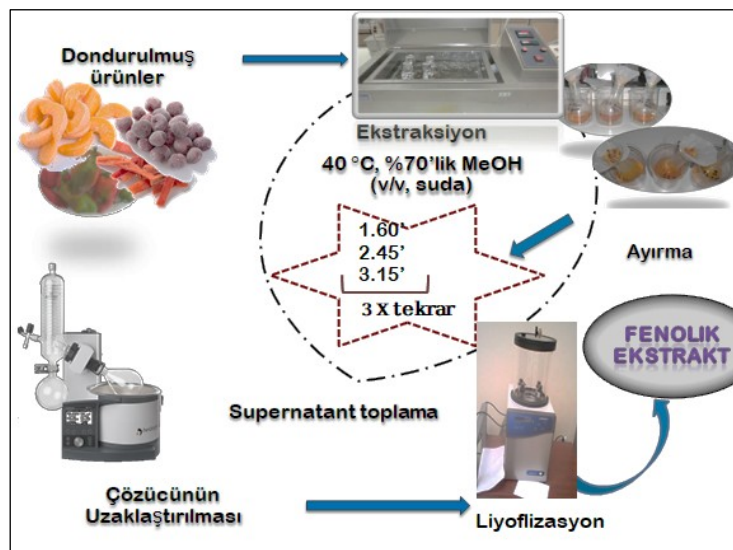 Dondurulmuş
ürünler
Ekstraksiyon
40 °C, %70'lik MeOH
(v/v, suda)
1.60'
2.45'
3.15'
3 X tekrar
Ayırma
FENOLIK
EKSTRAKT
Supernatant toplama
Çözücünün
Uzaklaştırılması
Liyoflizasyon